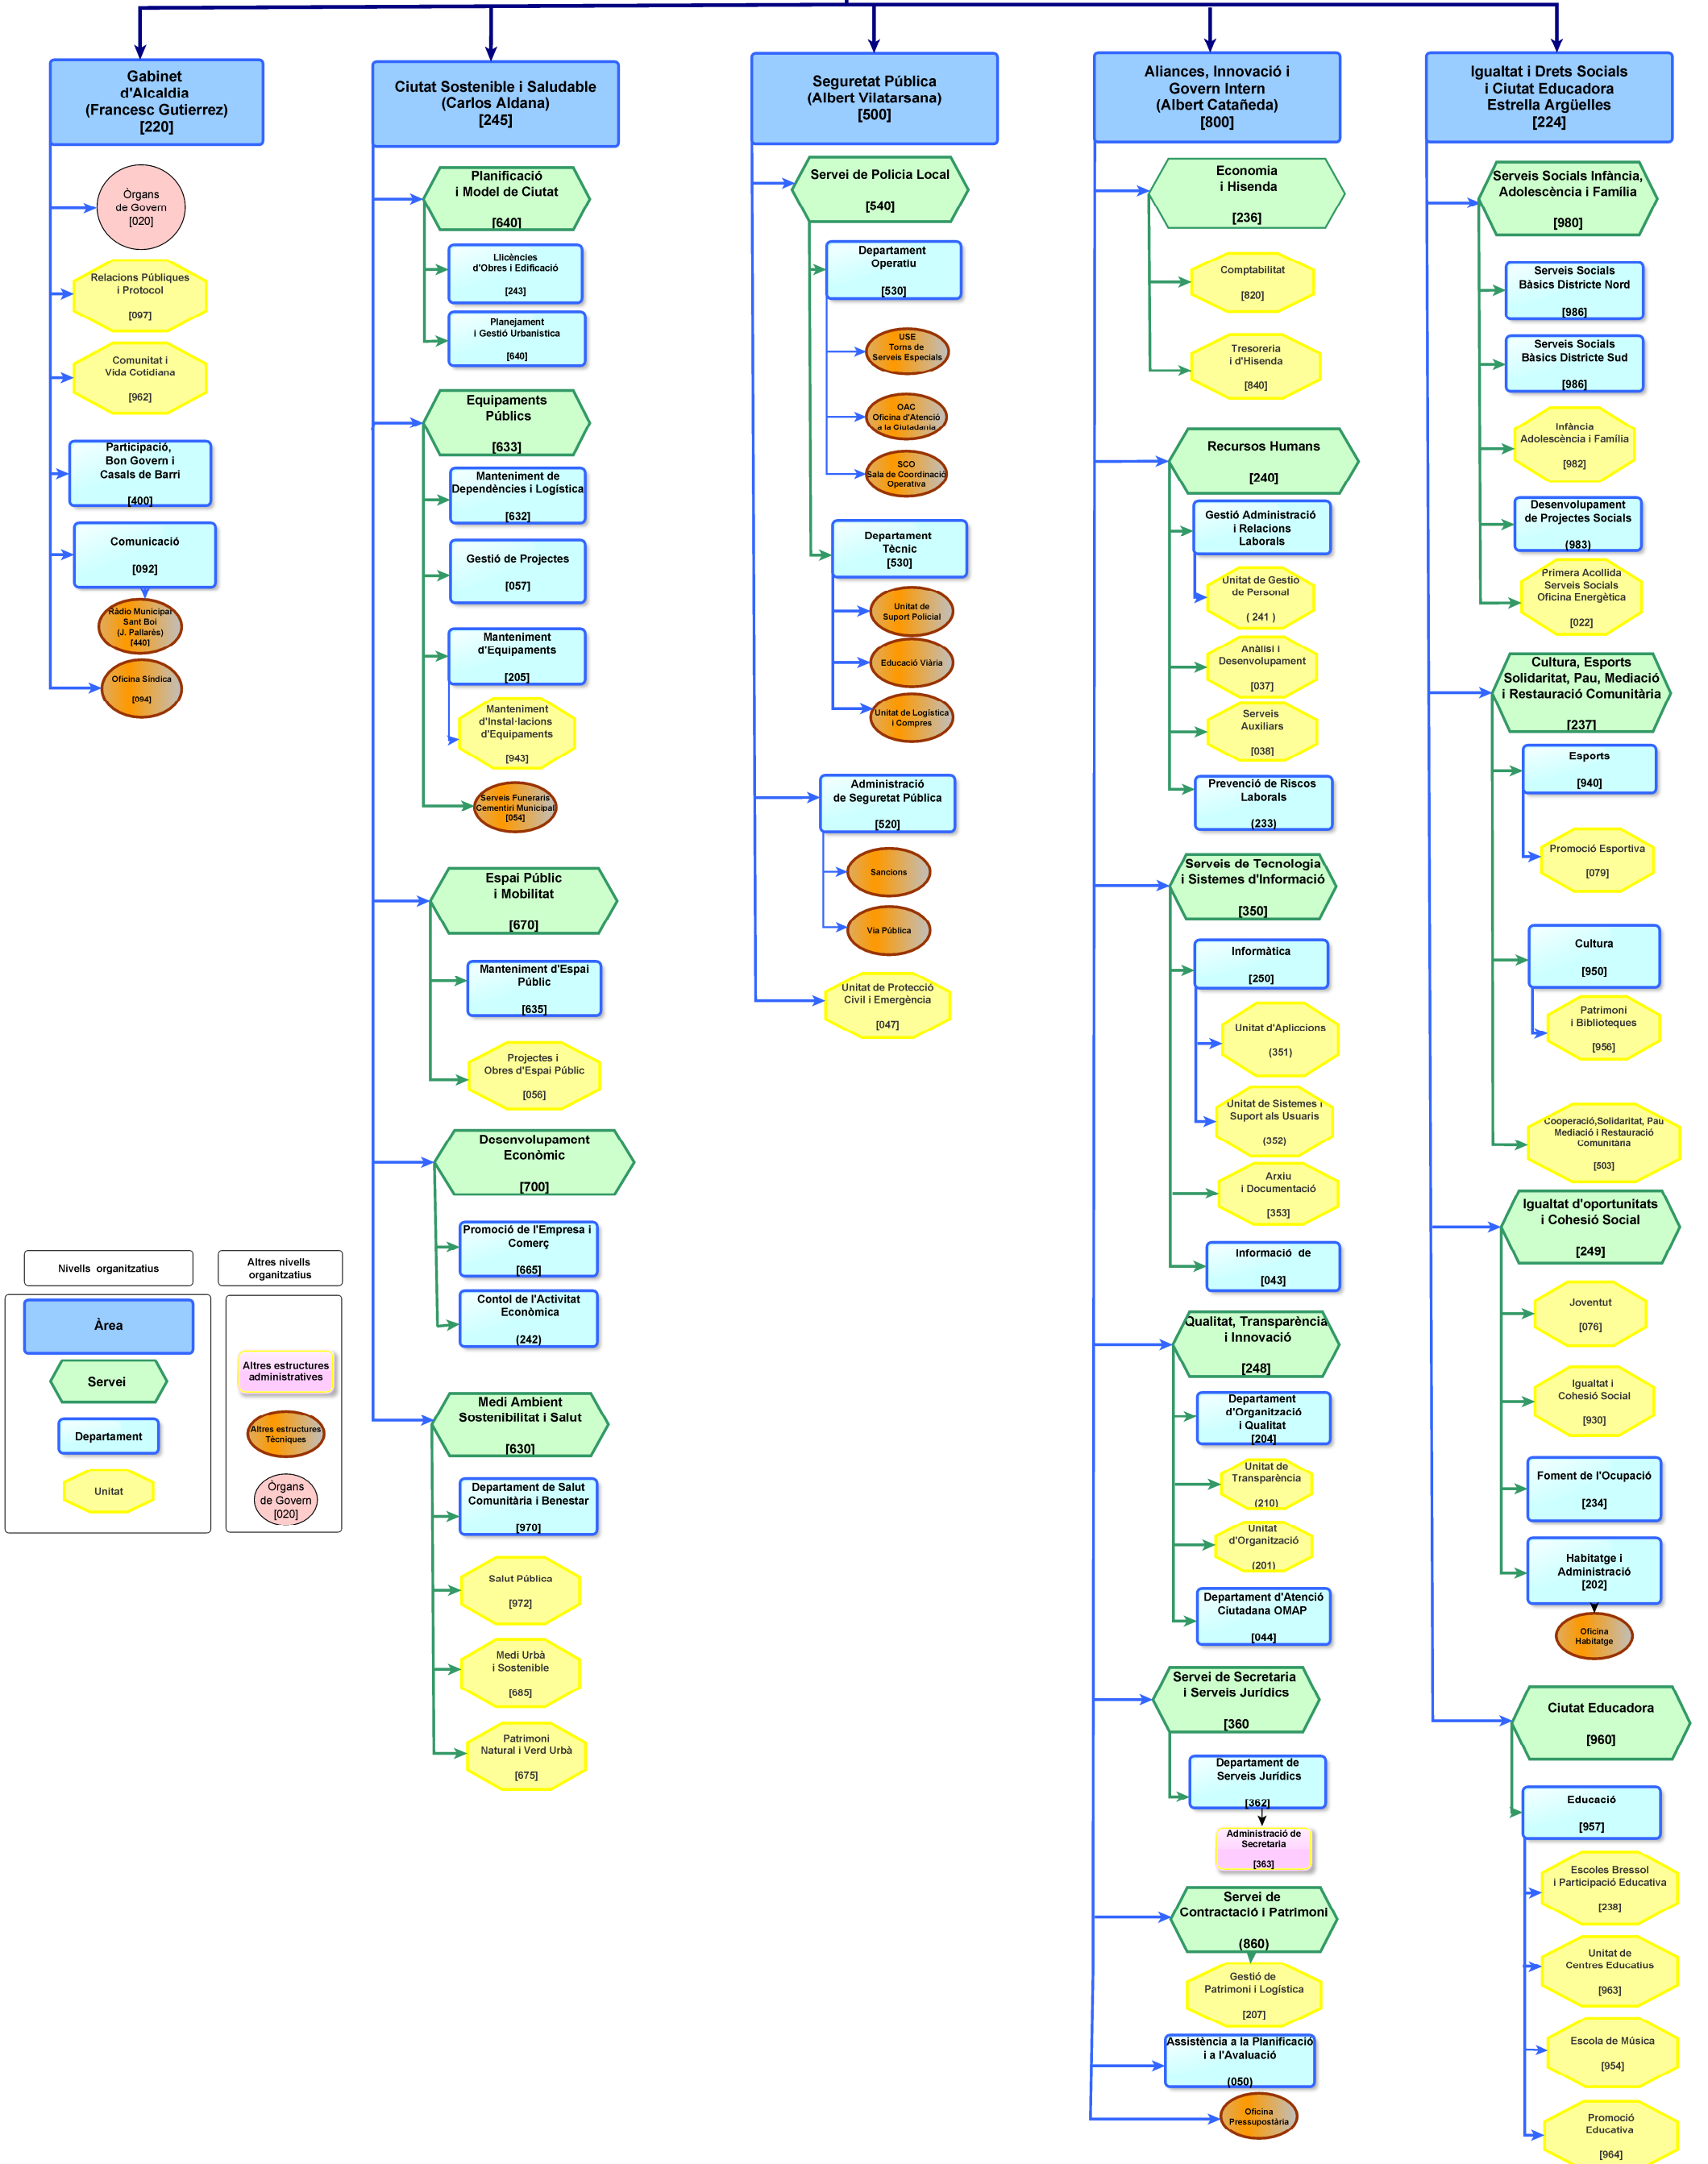 Gabinet
d'Alcaldia
(Francesc Gutierrez)
[220]
Òrgans
de Govern
[020]
Relacions Públiques
i Protocol
[097]
Comunitat i
Vida Cotidiana
[962]
Participació,
Bon Govern i
Casals de Barri
[400]
Comunicació
[092]
Ràdio Municipal
Sant Boi
(J. Pallarès)
[440]
Oficina Síndica
[094]
Ciutat Sostenible i Saludable
(Carlos Aldana)
[245]
Planificació
i Model de Ciutat
[640]
Llicències
d'Obres i Edificació
[243]
Planejament
i Gestió Urbanística
[640]
Equipaments
Públics
[633]
Manteniment de
Dependències i Logística
[632]
Gestió de Projectes
[057]
Manteniment
d'Equipaments
[205]
Manteniment
d'Instal·lacions
d'Equipaments
[943]
Serveis Funeraris
Cementiri Municipal
[054]
Espai Públic
i Mobilitat
[670]
Manteniment d'Espai
Públic
[635]
Projectes i
Obres d'Espai Públic
[056]
Desenvolupament
Econòmic
[700]
Promoció de l'Empresa i
Comerç
[665]
Contol de l'Activitat
Econòmica
(242)
Medi Ambient
Sostenibilitat i Salut
[630]
Departament de Salut
Comunitària i Benestar
[970]
Salut Pública
[972]
Medi Urbà
i Sostenible
[685]
Patrimoni
Natural i Verd Urbà
[675]
Seguretat Pública
(Albert Vilatarsana)
[500]
Servei de Policia Local
[540]
Departament
Operatiu
[530]
USE
Torns de
Serveis Especials
OAC
Oficina d'Atenció
a la Ciutadania
SCO
Sala de Coordinació
Operativa
Departament
Tècnic
[530]
Unitat de
Suport Policial
Educació Viària
Unitat de Logística
i Compres
Administració
de Seguretat Pública
[520]
Sancions
Via Pública
Unitat de Protecció
Civil i Emergència
[047]
Aliances, Innovació i
Govern Intern
(Albert Catañeda)
[800]
Economia
i Hisenda
[236]
Comptabilitat
[820]
Tresoreria
i d'Hisenda
[840]
Recursos Humans
[240]
Gestió Administració
i Relacions
Laborals
Unitat de Gestio
de Personal
( 241 )
Anàlisi i
Desenvolupament
[037]
Serveis
Auxiliars
[038]
Prevenció de Riscos
Laborals
(233)
Serveis de Tecnologia
i Sistemes d'Informació
[350]
Informàtica
[250]
Unitat d'Apliccions
(351)
Unitat de Sistemes i
Suport als Usuaris
(352)
Arxiu
i Documentació
[353]
Informació de
[043]
Qualitat, Transparència
i Innovació
[248]
Departament
d'Organització
i Qualitat
[204]
Unitat de
Transparència
(210)
Unitat
d'Organització
(201)
Departament d'Atenció
Ciutadana OMAP
[044]
Servei de Secretaria
i Serveis Jurídics
[360
Departament de
Serveis Jurídics
[362]
Administració de
Secretaria
[363]
Servei de
Contractació i Patrimoni
(860)
Gestió de
Patrimoni i Logística
[207]
Assistència a la Planificació
i a l'Avaluació
(050)
Oficina
Pressupostària
Igualtat i Drets Socials
i Ciutat Educadora
Estrella Argüelles
[224]
Serveis Socials Infància,
Adolescència i Família
[980]
Serveis Socials
Bàsics Districte Nord
[986]
Serveis Socials
Bàsics Districte Sud
[986]
Infància
Adolescència i Família
[982]
Desenvolupament
de Projectes Socials
(983)
Primera Acollida
Serveis Socials
Oficina Energètica
[022]
Cultura, Esports
Solidaritat, Pau, Mediació
i Restauració Comunitària
[237]
Esports
[940]
Promoció Esportiva
[079]
Cultura
[950]
Patrimoni
i Biblioteques
[956]
Cooperació,Solidaritat, Pau
Mediació i Restauració
Comunitària
[503]
Igualtat d'oportunitats
i Cohesió Social
[249]
Joventut
[076]
Igualtat i
Cohesió Social
[930]
Foment de l'Ocupació
[234]
Habitatge i
Administració
[202]
Oficina
Habitatge
Ciutat Educadora
[960]
Educació
[957]
Escoles Bressol
i Participació Educativa
[238]
Unitat de
Centres Educatius
[963]
Escola de Música
[954]
Promoció
Educativa
[964]
Nivells organitzatius
Àrea
Servei
Departament
Unitat
Altres nivells
organitzatius
Altres estructures
administratives
Altres estructures
Tècniques
Òrgans
de Govern
[020]